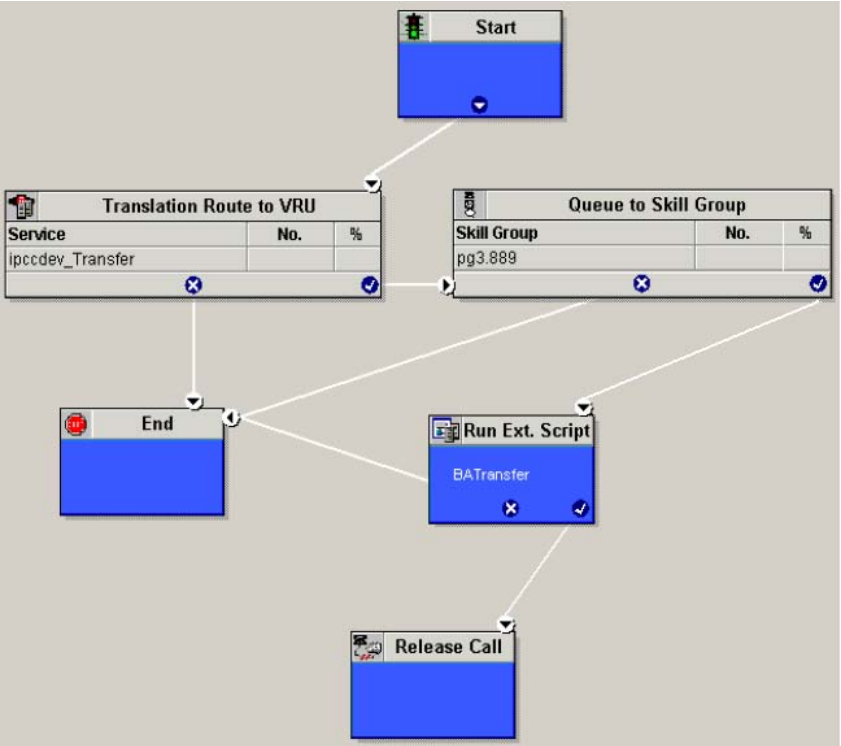 Start
Translation Route to VRU
Service No. %
ipccdev_Transfer
Queue to Skill Group
Skill Group No. %
pg3.889
End
Run Ext. Script
BATransfer
Release Call